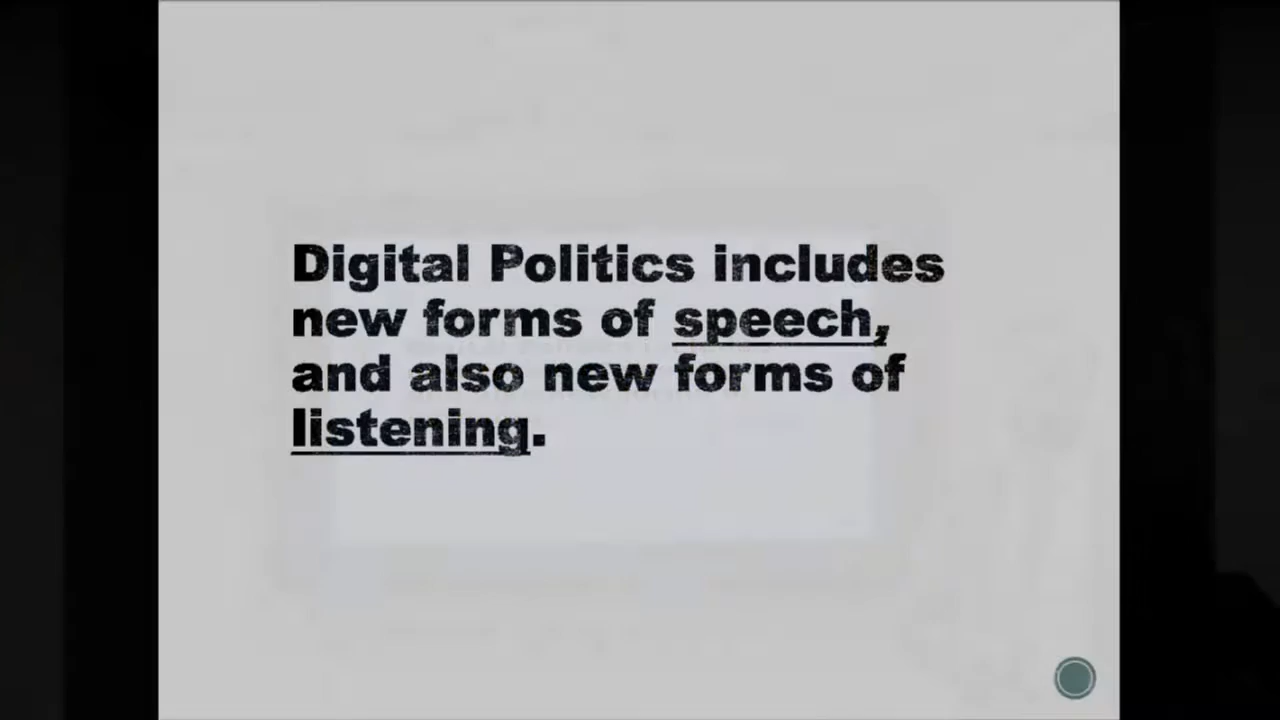 Digital Politics includes
new forms of speech,
and also new forms of
listening.